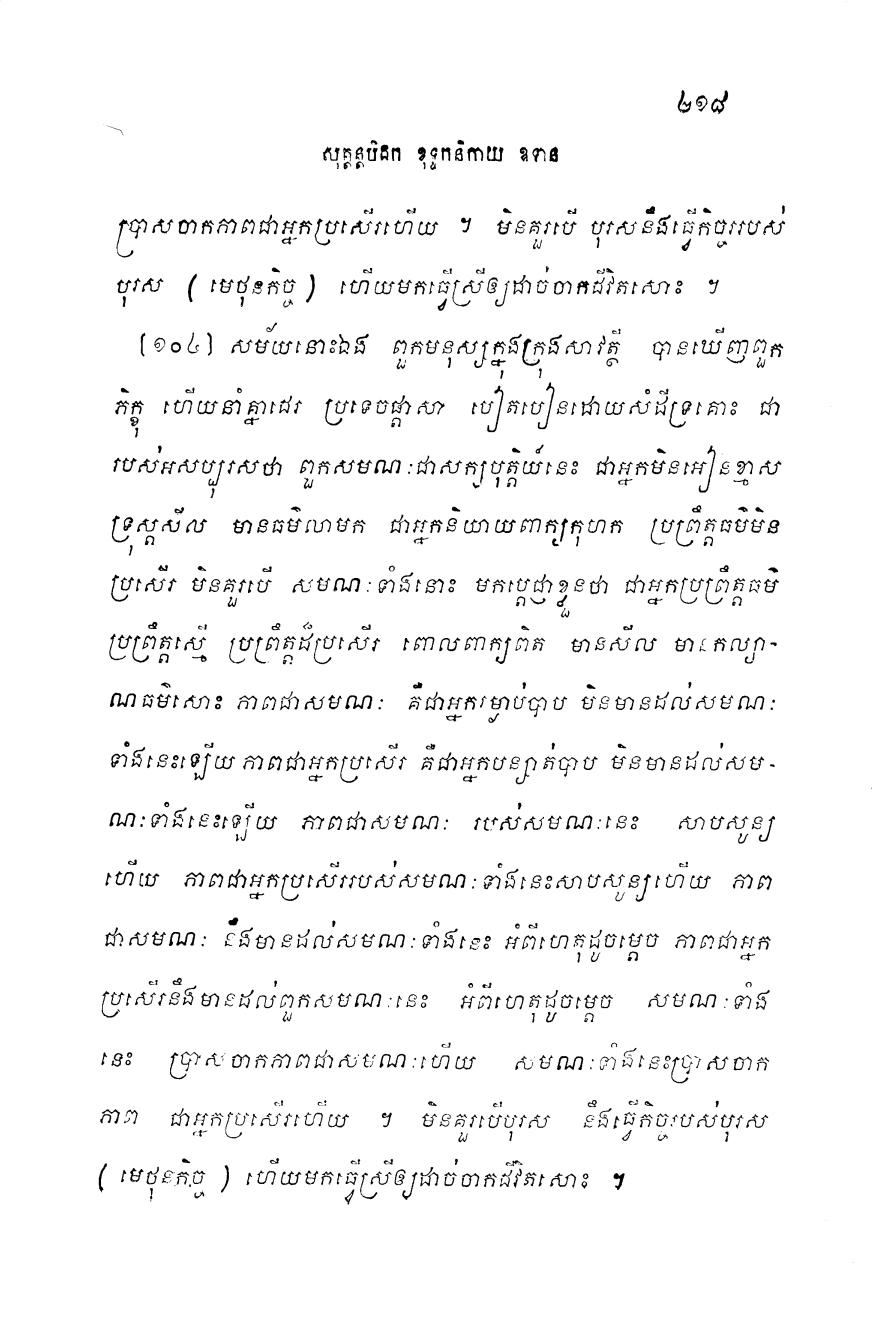 ២១៨
សុត្តន្តបិដក ខុទ្ទកនិកាយ ឧទាន
ប្រាសចាកភាពជាអ្នកប្រសើរហើយ ។ មិនគួរបើ បុរសនឹងធ្វើកិច្ចរបស់
បុរស ( មេថុនកិច្ច ) ហើយមកធ្វើស្រីឲ្យដាច់ចាកជីវិតសោះ ។
[១០៤] សម័យនោះឯង ពួកមនុស្សក្នុងក្រុងសាវត្ថី បានឃើញពួក
ភិក្ខុ ហើយនាំគ្នាជេរ ប្រទេចផ្តាសា បៀតបៀនដោយសំដីទ្រគោះ ជា
របស់អសប្បុរសថា ពួកសមណៈជាសក្យបុត្តិយ៍នេះ ជាអ្នកមិនអៀនខ្មាស
ទ្រុស្តសីល មានធម៌លាមក ជាអ្នកនិយាយពាក្យកុហក ប្រព្រឹត្តធម៌មិន
ប្រសើរ មិនគួរបើ សមណៈទាំងនោះ មកប្តេជ្ញាខ្លួនថា ជាអ្នកប្រព្រឹត្តធម៌
ប្រព្រឹត្តស្មើ ប្រព្រឹត្តដ៏ប្រសើរ ពោលពាក្យពិត មានសីល មានកល្យា-
ណធម៌សោះ ភាពជាសមណៈ គឺជាអ្នករម្ងាប់បាប មិនមានដល់សមណៈ
ទាំងនេះឡើយ ភាពជាអ្នកប្រសើរ គឺជាអ្នកបន្សាត់បាប មិនមានដល់សម-
ណៈទាំងនេះឡើយ ភាពជាសមណៈ របស់សមណៈនេះ សាបសូន្យ
ហើយ ភាពជាអ្នកប្រសើររបស់សមណៈទាំងនេះសាបសូន្យហើយ ភាព
ជាសមណៈ នឹងមានដល់សមណៈទាំងនេះ អំពីហេតុដូចម្តេច ភាពជាអ្នក
ប្រសើរនឹងមានដល់ពួកសមណៈនេះ អំពីហេតុដូចម្តេច សមណៈទាំង
នេះ ប្រាសចាកភាពជាសមណៈហើយ សមណៈទាំងនេះប្រាសចាក
ភាព ជាអ្នកប្រសើរហើយ ។ មិនគួរបើបុរស នឹងធ្វើកិច្ចរបស់បុរស
( មេថុនកិច្ច ) ហើយមកធ្វើស្រីឲ្យដាច់ចាកជីវិតសោះ ។